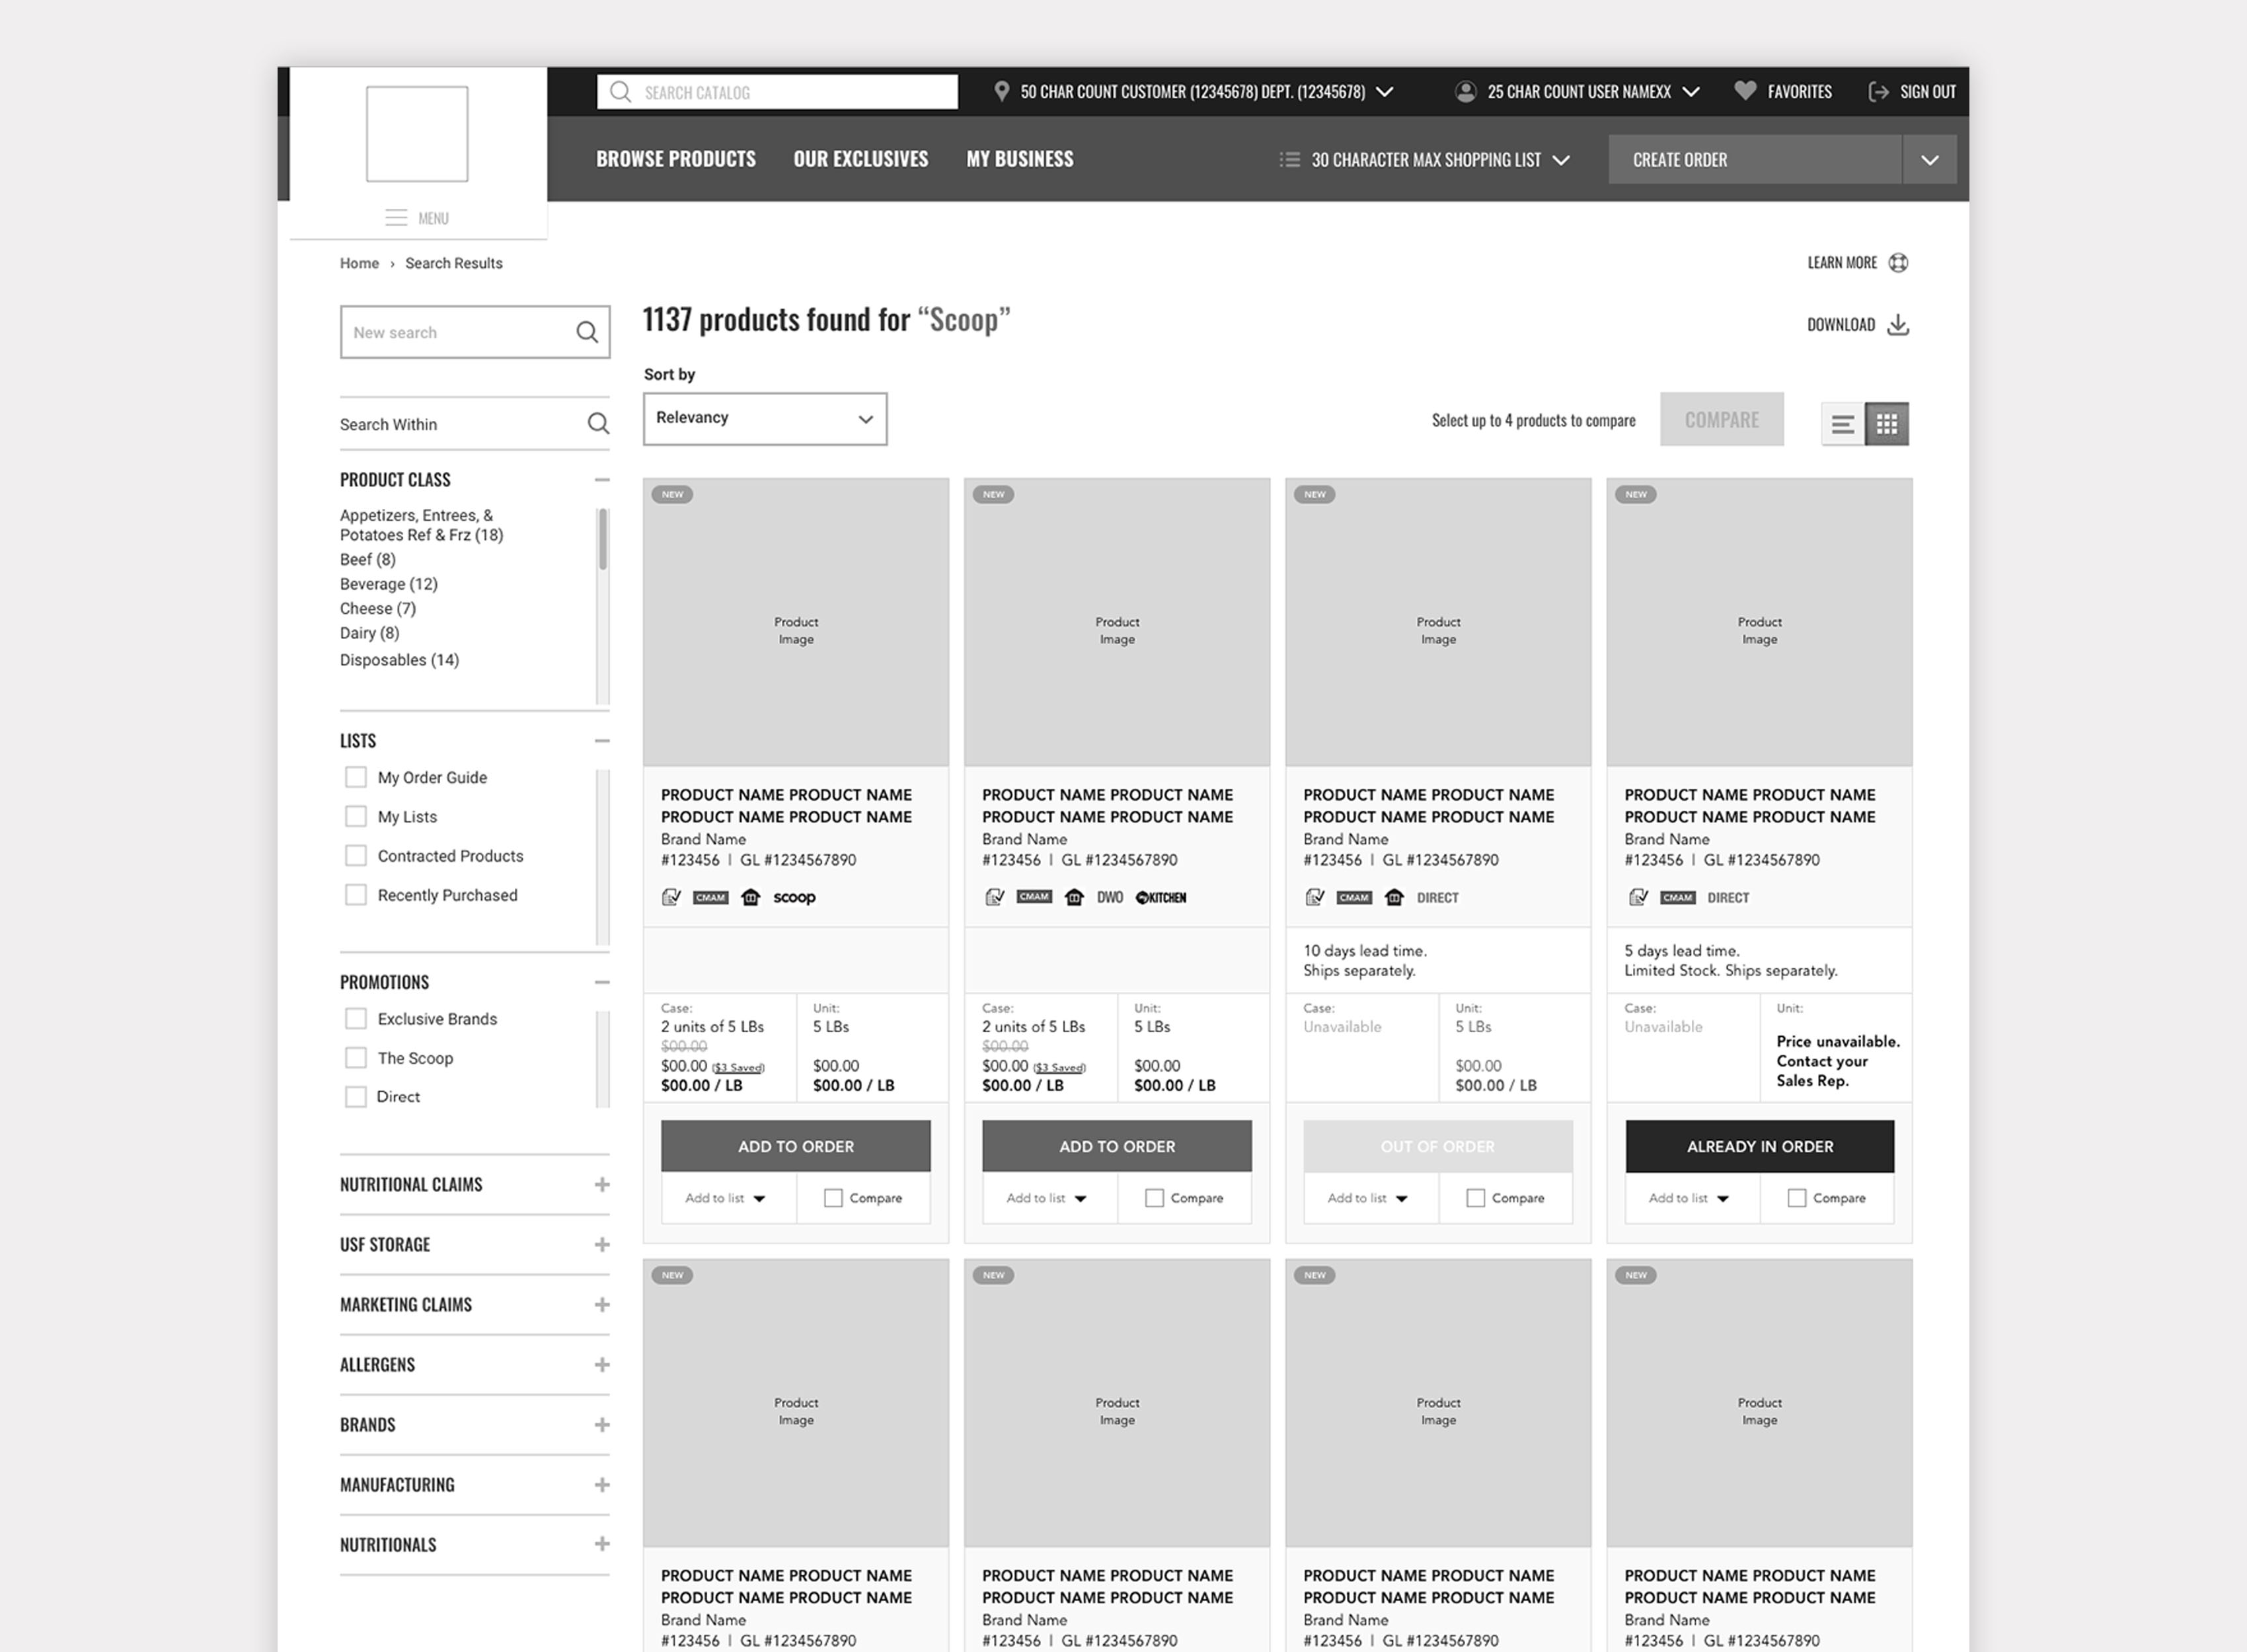 SEARCH CATALOG
50 CHAR COUNT CUSTOMER (12345678) DEPT. (12345678)
25 CHAR COUNT USER NAMEXX
FAVORITES
SIGN OUT
MENU
BROWSE PRODUCTS
OUR EXCLUSIVES
MY BUSINESS
30 CHARACTER MAX SHOPPING LIST
CREATE ORDER
Home › Search Results
LEARN MORE
New search
Search Within
PRODUCT CLASS
Appetizers, Entrees, &
Potatoes Ref & Frz (18)
Beef (8)
Beverage (12)
Cheese (7)
Dairy (8)
Disposables (14)
LISTS
My Order Guide
My Lists
Contracted Products
Recently Purchased
PROMOTIONS
Exclusive Brands
The Scoop
Direct
NUTRITIONAL CLAIMS
USF STORAGE
MARKETING CLAIMS
ALLERGENS
BRANDS
MANUFACTURING
NUTRITIONALS
1137 products found for “Scoop”
DOWNLOAD
Sort by
Relevancy
Select up to 4 products to compare
COMPARE
NEW
Product
Image
PRODUCT NAME PRODUCT NAME
PRODUCT NAME PRODUCT NAME
Brand Name
#123456 | GL #1234567890
CMAM scoop
Case:
2 units of 5 LBs
$00.00
$00.00 ($3 Saved)
$00.00 / LB
Unit:
5 LBs
$00.00
$00.00 / LB
ADD TO ORDER
Add to list
Compare
NEW
Product
Image
PRODUCT NAME PRODUCT NAME
PRODUCT NAME PRODUCT NAME
Brand Name
#123456 | GL #1234567890
CMAM DWO KITCHEN
Case:
2 units of 5 LBs
$00.00
$00.00 ($3 Saved)
$00.00 / LB
Unit:
5 LBs
$00.00
$00.00 / LB
ADD TO ORDER
Add to list
Compare
NEW
Product
Image
PRODUCT NAME PRODUCT NAME
PRODUCT NAME PRODUCT NAME
Brand Name
#123456 | GL #1234567890
CMAM DIRECT
10 days lead time.
Ships separately.
Case:
Unavailable
Unit:
5 LBs
$00.00
$00.00 / LB
OUT OF ORDER
Add to list
Compare
NEW
Product
Image
PRODUCT NAME PRODUCT NAME
PRODUCT NAME PRODUCT NAME
Brand Name
#123456 | GL #1234567890
CMAM DIRECT
5 days lead time.
Limited Stock. Ships separately.
Case:
Unavailable
Unit:
Price unavailable.
Contact your
Sales Rep.
ALREADY IN ORDER
Add to list
Compare
NEW
Product
Image
PRODUCT NAME PRODUCT NAME
PRODUCT NAME PRODUCT NAME
Brand Name
#123456 | GL #1234567890
NEW
Product
Image
PRODUCT NAME PRODUCT NAME
PRODUCT NAME PRODUCT NAME
Brand Name
#123456 | GL #1234567890
NEW
Product
Image
PRODUCT NAME PRODUCT NAME
PRODUCT NAME PRODUCT NAME
Brand Name
#123456 | GL #1234567890
NEW
Product
Image
PRODUCT NAME PRODUCT NAME
PRODUCT NAME PRODUCT NAME
Brand Name
#123456 | GL #1234567890